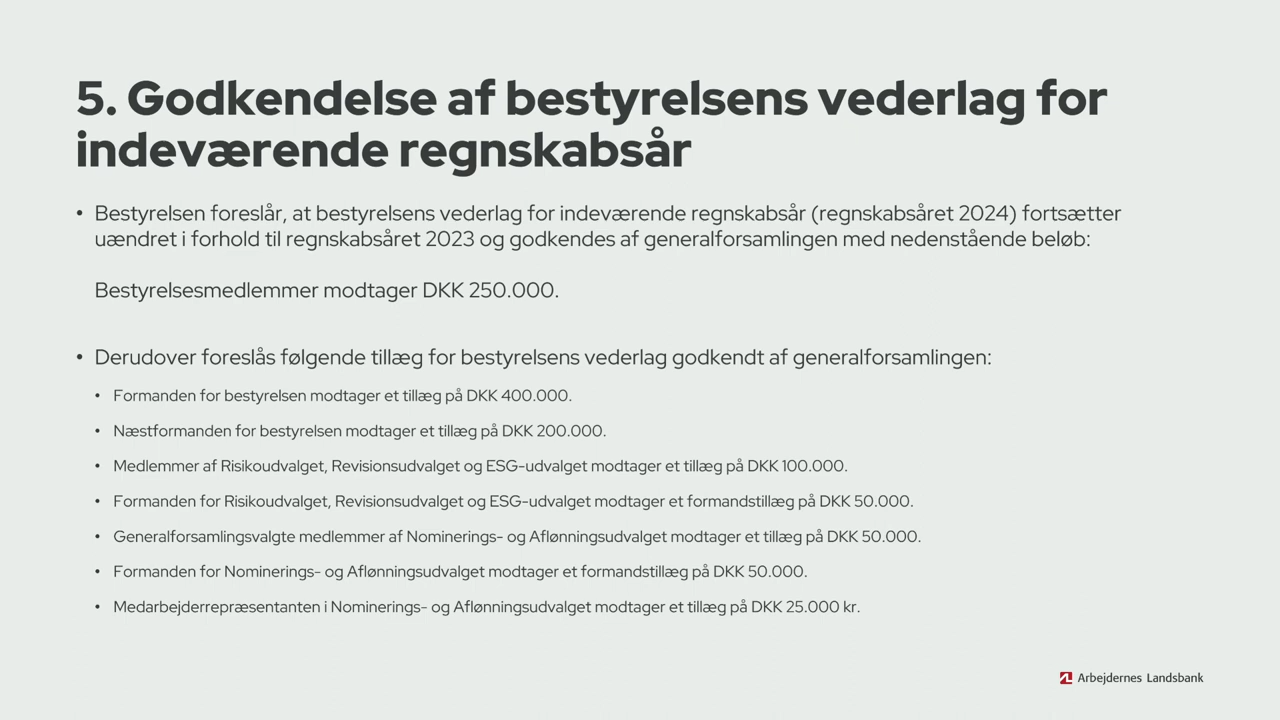 5. Godkendelse af bestyrelsens vederlag for
indeværende regnskabsår
• Bestyrelsen foreslår, at bestyrelsens vederlag for indeværende regnskabsår (regnskabsåret 2024) fortsætter
uændret i forhold til regnskabsåret 2023 og godkendes af generalforsamlingen med nedenstående beløb:
Bestyrelsesmedlemmer modtager DKK 250.000.
• Derudover foreslås følgende tillæg for bestyrelsens vederlag godkendt af generalforsamlingen:
• Formanden for bestyrelsen modtager et tillæg på DKK 400.000.
• Næstformanden for bestyrelsen modtager et tillæg på DKK 200.000.
• Medlemmer af Risikoudvalget, Revisionsudvalget og ESG-udvalget modtager et tillæg på DKK 100.000.
• Formanden for Risikoudvalget, Revisionsudvalget og ESG-udvalget modtager et formandstillæg på DKK 50.000.
• Generalforsamlingsvalgte medlemmer af Nominerings- og Aflønningsudvalget modtager et tillæg på DKK 50.000.
• Formanden for Nominerings- og Aflønningsudvalget modtager et formandstillæg på DKK 50.000.
• Medarbejderrepræsentanten i Nominerings- og Aflønningsudvalget modtager et tillæg på DKK 25.000 kr.
Arbejdernes Landsbank